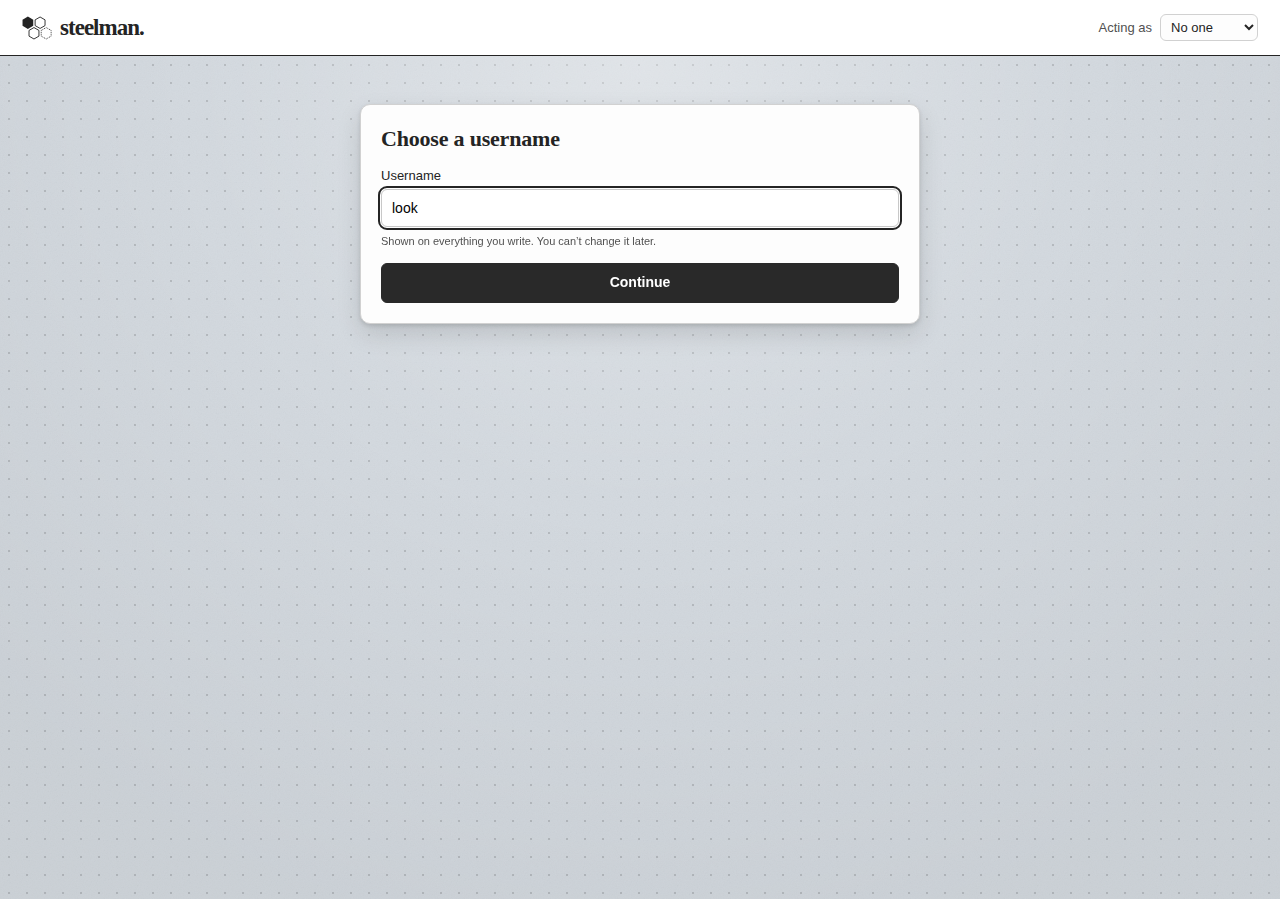 steelman.
Acting as No one
Choose a username
Username
look
Shown on everything you write. You can’t change it later.
Continue